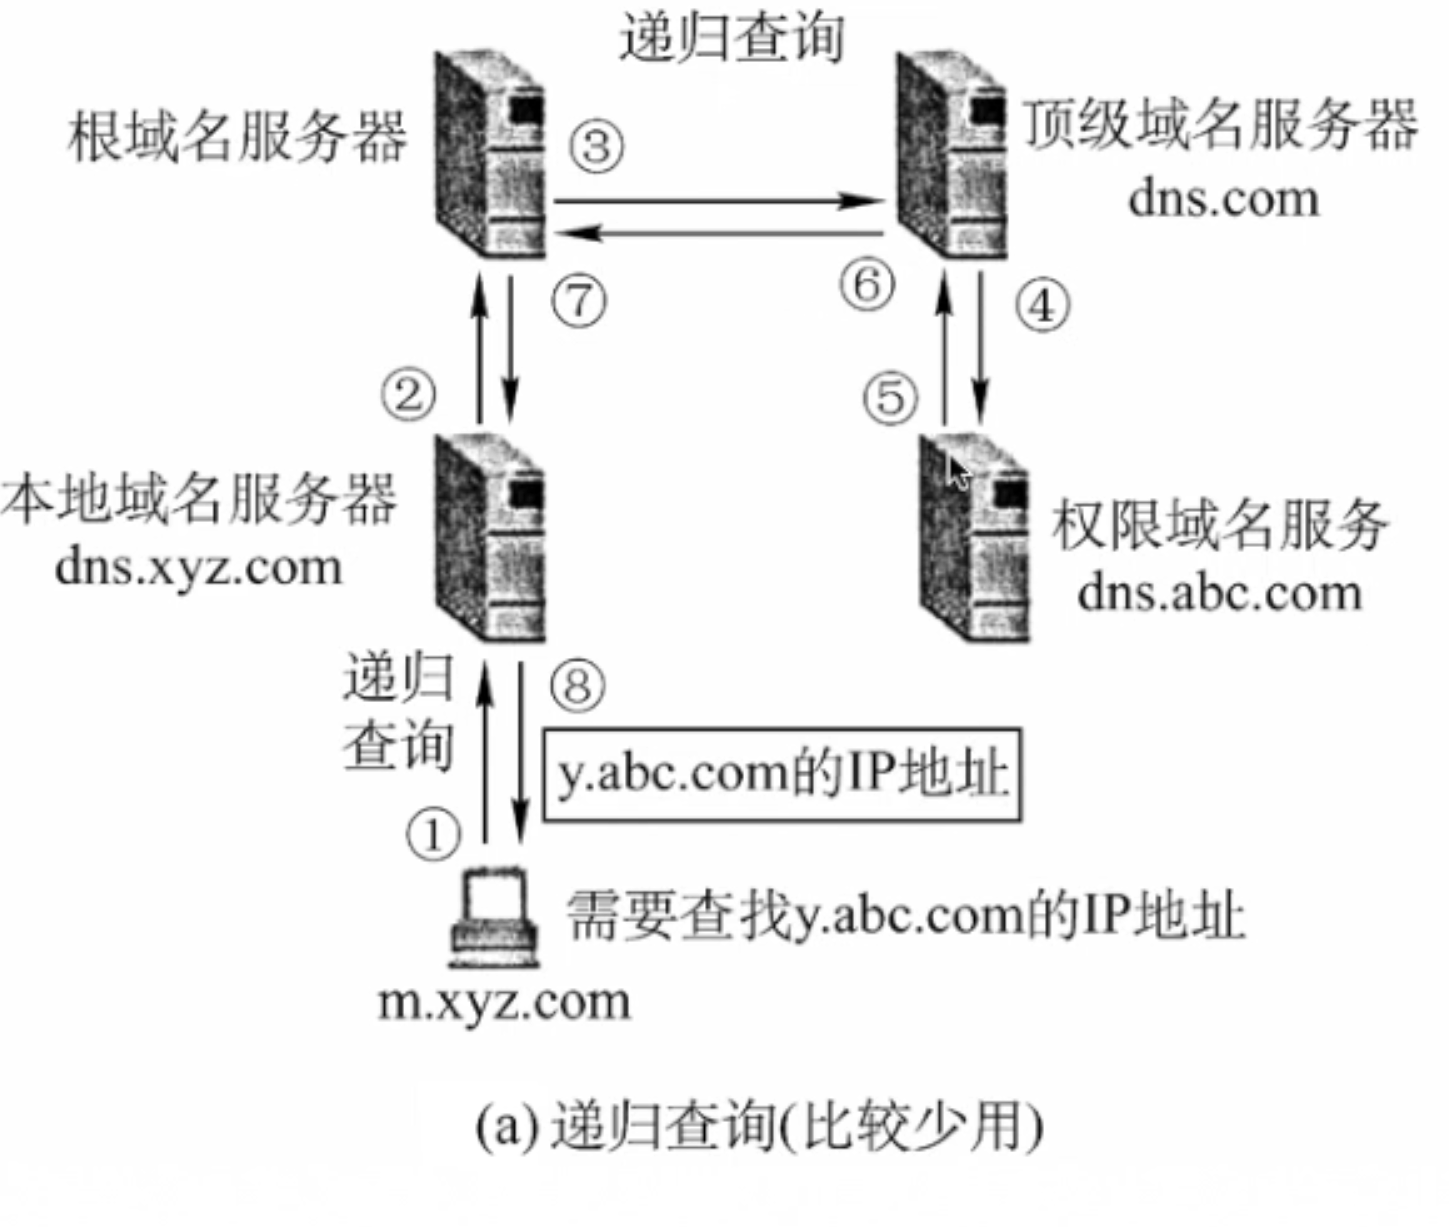 递归查询
根域名服务器
③
顶级域名服务器
dns.com
⑦
⑥
④
②
⑤
本地域名服务器
dns.xyz.com
权限域名服务
dns.abc.com
递归
查询
⑧
y.abc.com的IP地址
①
需要查找y.abc.com的IP地址
m.xyz.com
(a) 递归查询(比较少用)